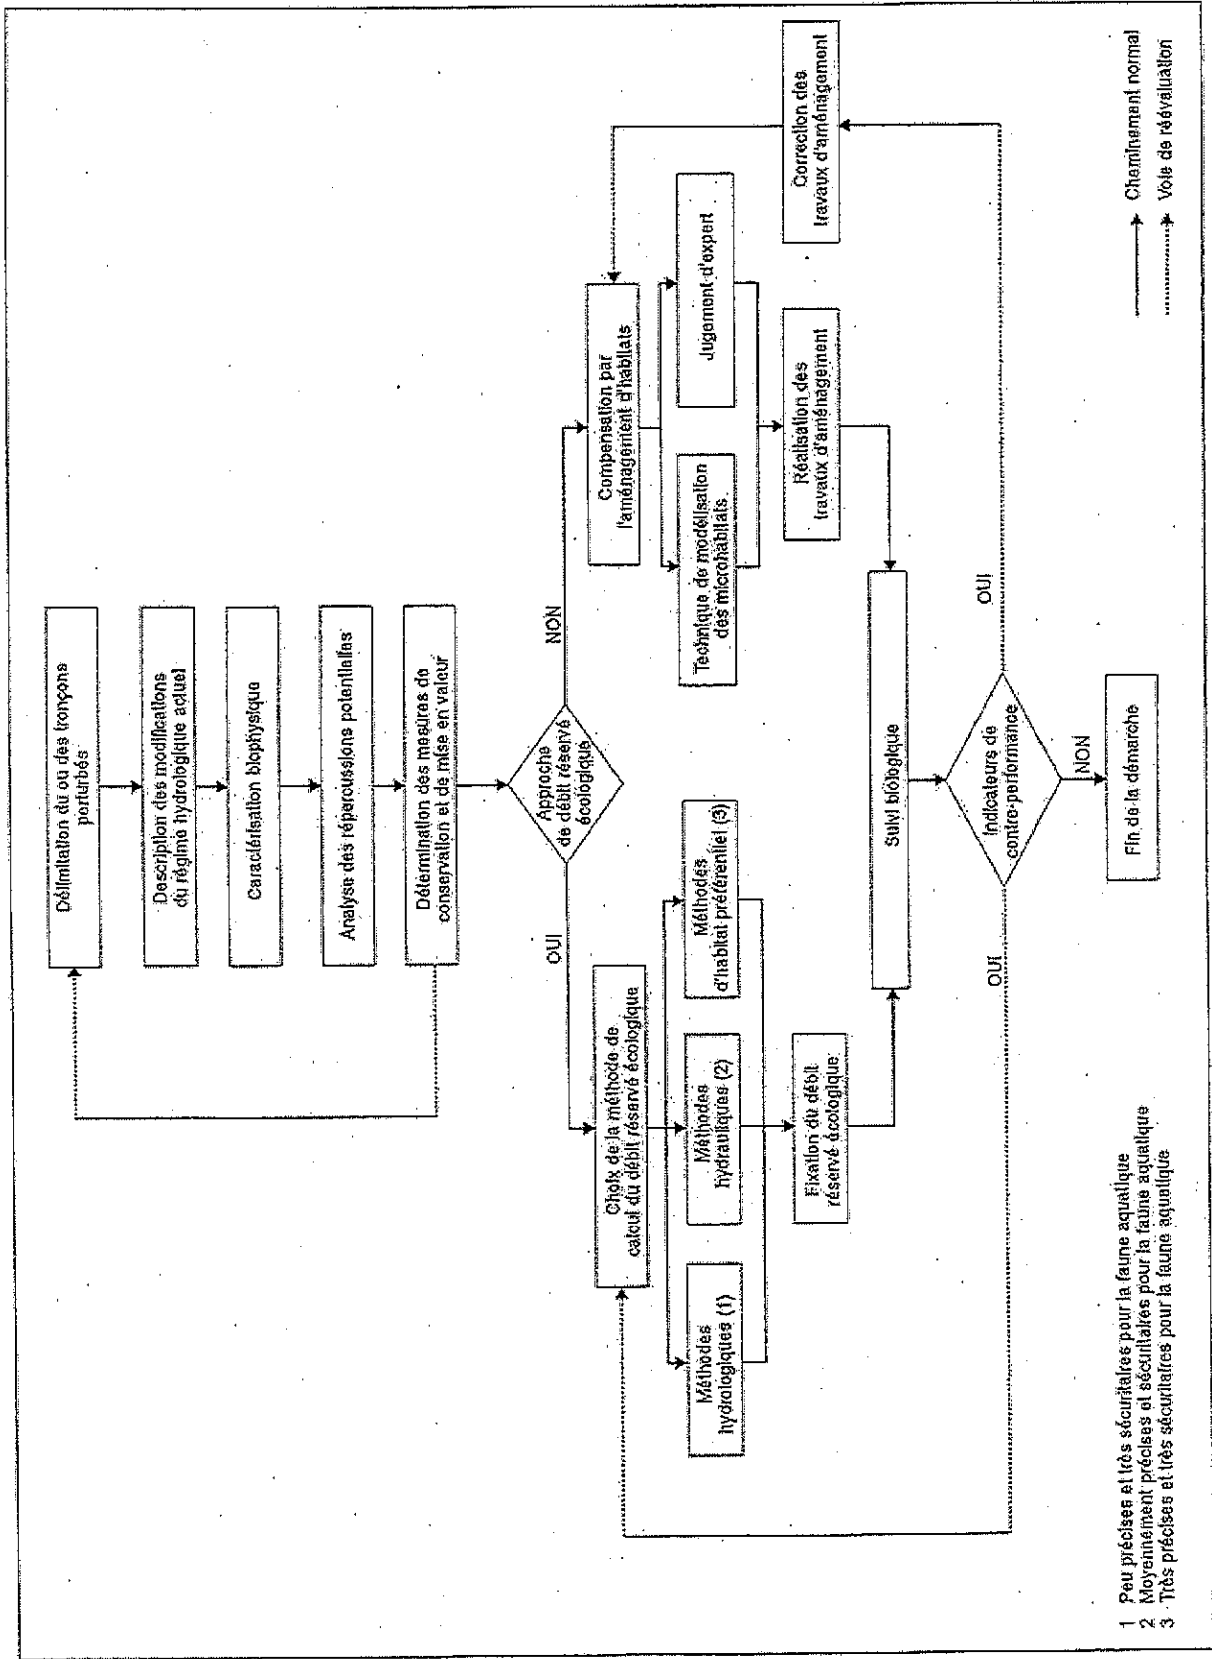 Délimitation du ou des tronçons
perturbés
Description des modifications
du régime hydrologique actuel
Caractérisation biophysique
Analyse des répercussions potentielles
Détermination des mesures de
conservation et de mise en valeur
Approche
de débit réservé
écologique
OUI
NON
Choix de la méthode de
calcul du débit réservé écologique
Compensation par
l'aménagement d'habitats
Méthodes
hydrologiques (1)
Méthodes
hydrauliques (2)
Méthodes
d'habitat préférentiel (3)
Technique de modélisation
des microhabitats
Jugement d'expert
Fixation du débit
réservé écologique
Réalisation des
travaux d'aménagement
Correction des
travaux d'aménagement
Suivi biologique
Indicateurs de
contre-performance
OUI
OUI
NON
Fin de la démarche
1 Peu précises et très sécuritaires pour la faune aquatique
2 Moyennement précises et sécuritaires pour la faune aquatique
3 Très précises et très sécuritaires pour la faune aquatique
Cheminement normal
Voie de réévaluation